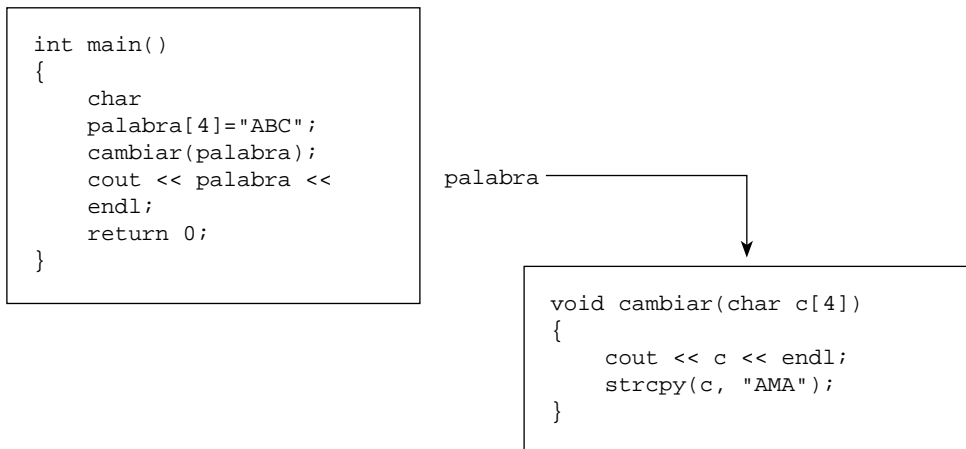 int main()
{
char
palabra[4]="ABC";
cambiar(palabra);
cout << palabra <<
endl;
return 0;
}
palabra
void cambiar(char c[4])
{
cout << c << endl;
strcpy(c, "AMA");
}